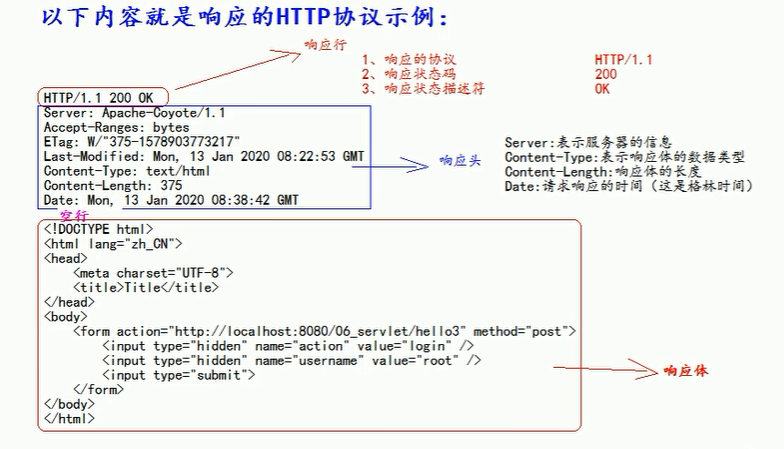 以下内容就是响应的HTTP协议示例：
响应行
1、响应的协议 HTTP/1.1
2、响应状态码 200
3、响应状态描述符 OK
HTTP/1.1 200 OK
Server: Apache-Coyote/1.1
Accept-Ranges: bytes
ETag: W/"375-1578903773217"
Last-Modified: Mon, 13 Jan 2020 08:22:53 GMT
Content-Type: text/html
Content-Length: 375
Date: Mon, 13 Jan 2020 08:38:42 GMT
响应头
Server:表示服务器的信息
Content-Type:表示响应体的数据类型
Content-Length:响应体的长度
Date:请求响应的时间（这是格林时间）
空行
<!DOCTYPE html>
<html lang="zh_CN">
<head>
<meta charset="UTF-8">
<title>Title</title>
</head>
<body>
<form action="http://localhost:8080/06_servlet/hello3" method="post">
<input type="hidden" name="action" value="login" />
<input type="hidden" name="username" value="root" />
<input type="submit">
</form>
</body>
</html>
响应体